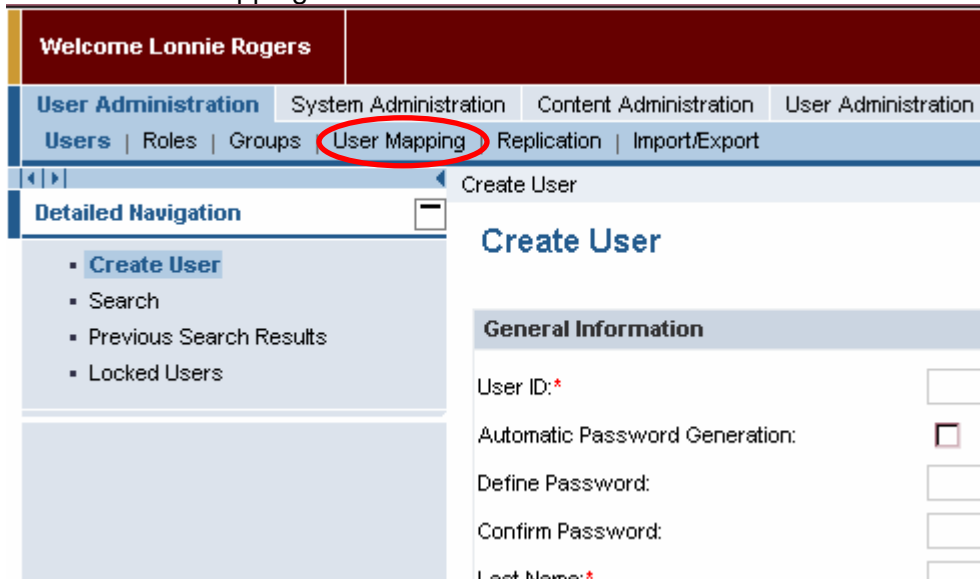 Welcome Lonnie Rogers
User Administration System Administration Content Administration User Administration
Users | Roles | Groups | User Mapping | Replication | Import/Export
Create User
Detailed Navigation
Create User
Create User
Search
Previous Search Results
Locked Users
General Information
User ID:*
Automatic Password Generation:
Define Password:
Confirm Password:
Last Name:*